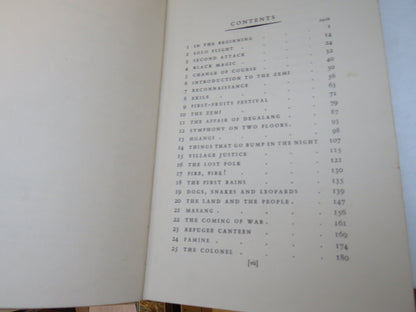 CONTENTS
PAGE
1 IN THE BEGINNING . . . . 1
2 SOLO FLIGHT . . . . 14
3 SECOND ATTACK . . . . 24
4 BLACK MAGIC . . . . 32
5 CHANGE OF COURSE . . . . 40
6 INTRODUCTION TO THE ZEMI . . . . 50
7 RECONNAISSANCE . . . . 56
8 EXILE . . . . 63
9 FIRST-FRUITS FESTIVAL . . . . 71
10 THE ZEMI . . . . 79
11 THE AFFAIR OF DEGALANG . . . . 87
12 SYMPHONY ON TWO FLOORS . . . . 95
13 HGANGI . . . . 98
24 THINGS THAT GO BUMP IN THE NIGHT 107
15 VILLAGE JUSTICE . . . . 115
16 THE LOST FOLK . . . . 122
17 FIRE, FIRE! . . . . 130
18 THE FIRST RAINS . . . . 135
19 DOGS, SNAKES AND LEOPARDS . . . . 139
20 THE LAND AND THE PEOPLE . . . . 147
21 MASANG . . . . 156
22 THE COMING OF WAR . . . . 161
23 REFUGEE CANTEEN . . . . 169
24 FAMINE . . . . 174
25 THE COLONEL . . . . 180
[vii]